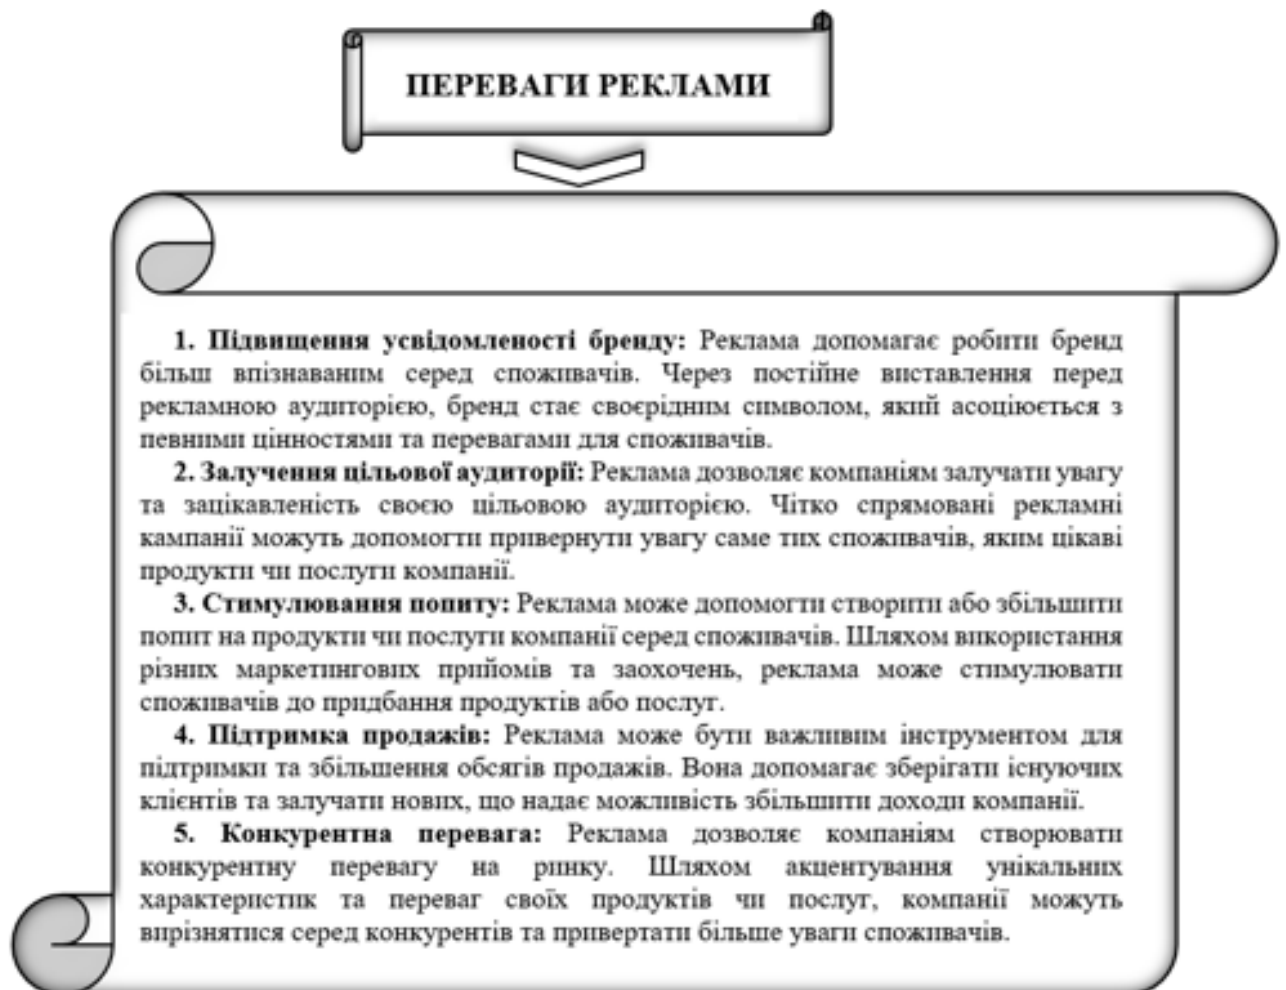 ПЕРЕВАГИ РЕКЛАМИ
1. Підвищення усвідомленості бренду: Реклама допомагає робити бренд
більш впізнаваним серед споживачів. Через постійне виставлення перед
рекламною аудиторією, бренд стає своєрідним символом, який асоціюється з
певними цінностями та перевагами для споживачів.
2. Залучення цільової аудиторії: Реклама дозволяє компаніям залучати увагу
та зацікавленість своєю цільовою аудиторією. Чітко спрямовані рекламні
кампанії можуть допомогти привернути увагу саме тих споживачів, яким цікаві
продукти чи послуги компанії.
3. Стимулювання попиту: Реклама може допомогти створити або збільшити
попит на продукти чи послуги компанії серед споживачів. Шляхом використання
різних маркетингових прийомів та заохочень, реклама може стимулювати
споживачів до придбання продуктів або послуг.
4. Підтримка продажів: Реклама може бути важливим інструментом для
підтримки та збільшення обсягів продажів. Вона допомагає зберігати існуючих
клієнтів та залучати нових, що надає можливість збільшити доходи компанії.
5. Конкурентна перевага: Реклама дозволяє компаніям створювати
конкурентну перевагу на ринку. Шляхом акцентування унікальних
характеристик та переваг своїх продуктів чи послуг, компанії можуть
вирізнятися серед конкурентів та привертати більше уваги споживачів.